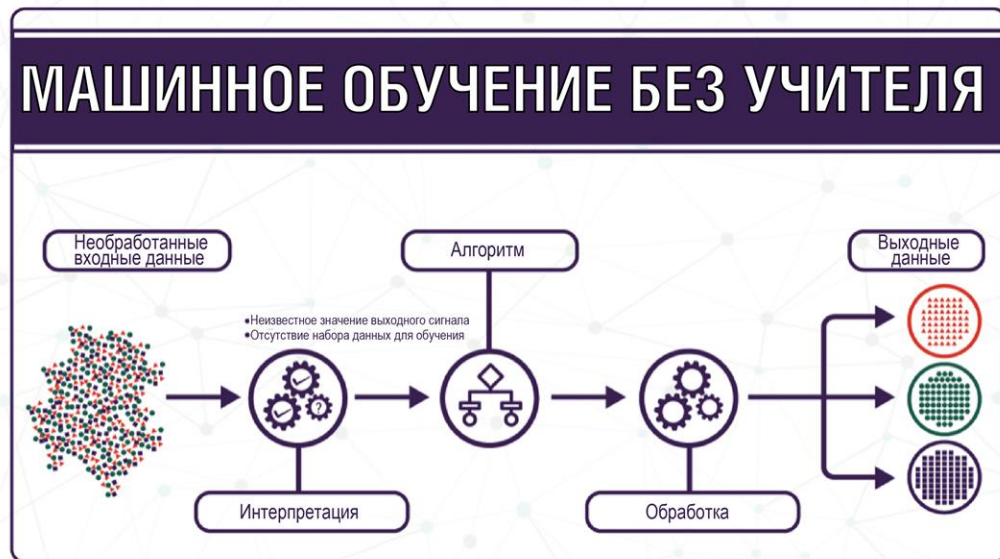 МАШИННОЕ ОБУЧЕНИЕ БЕЗ УЧИТЕЛЯ
Необработанные
входные данные
Алгоритм
Выходные
данные
•Неизвестное значение выходного сигнала
•Отсутствие набора данных для обучения
?
Интерпретация
Обработка